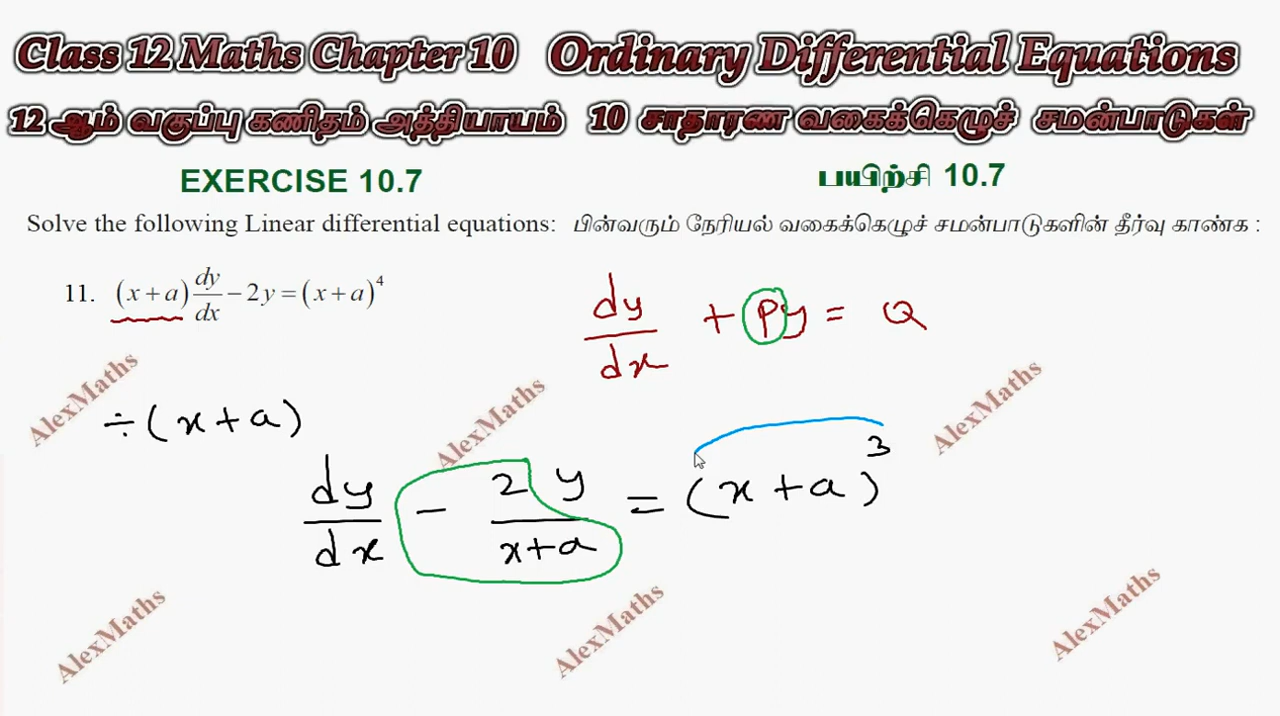 Class 12 Maths Chapter 10 Ordinary Differential Equations
12 ஆம் வகுப்பு கணிதம் அத்தியாயம் 10 சாதாரண வகைக்கெழுச் சமன்பாடுகள்
EXERCISE 10.7 பயிற்சி 10.7
Solve the following Linear differential equations: பின்வரும் நேரியல் வகைக்கெழுச் சமன்பாடுகளின் தீர்வு காண்க :
11. (x+a) dy/dx − 2y = (x+a)^4
dy/dx + Py = Q
AlexMaths AlexMaths AlexMaths
÷ (x + a)
dy/dx − 2y/(x+a) = (x + a)^3
AlexMaths AlexMaths AlexMaths